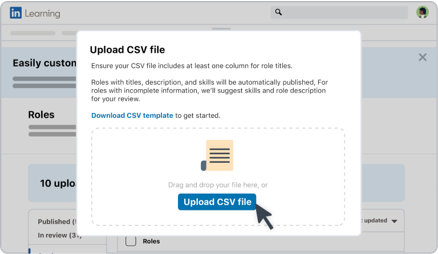 in Learning
Easily custom
Upload CSV file
Ensure your CSV file includes at least one column for role titles.
Roles with titles, description, and skills will be automatically published, For
roles with incomplete information, we'll suggest skills and role description
for your review.
Download CSV template to get started.
Roles
Drag and drop your file here, or
Upload CSV file
10 uploa
Published (
In review (3
updated
Roles